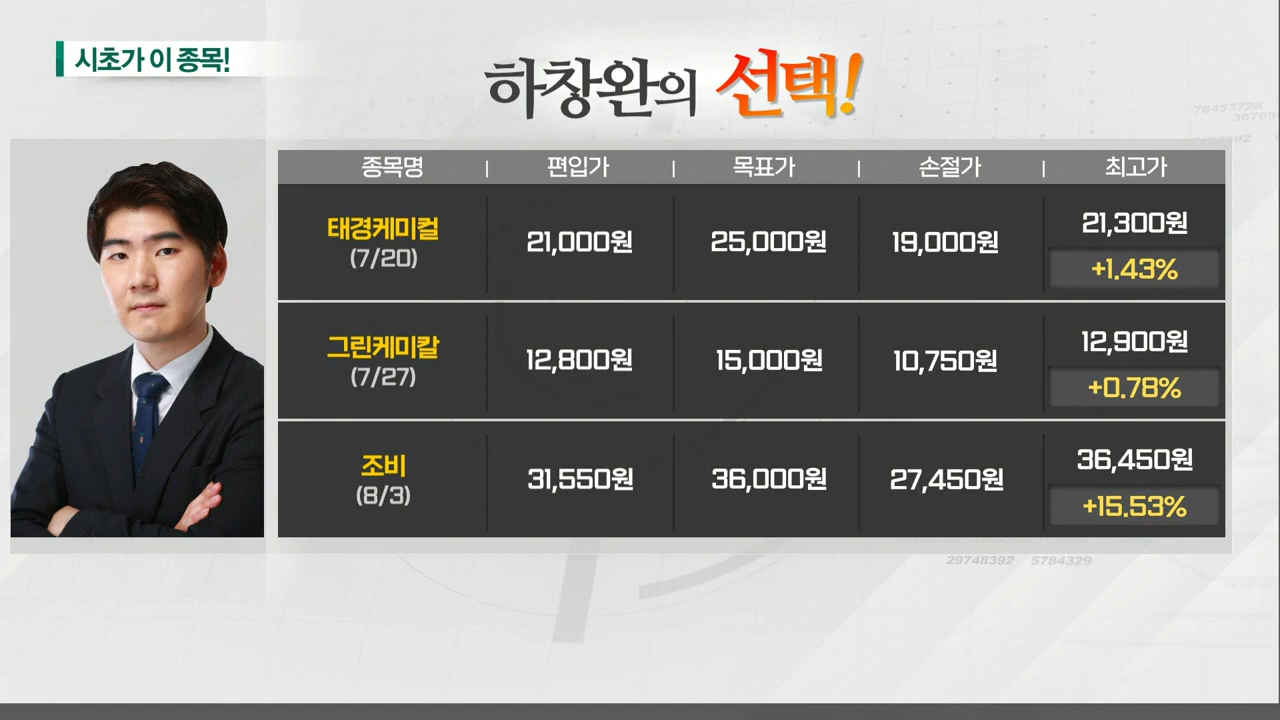 시초가 이 종목!
하창완의 선택!
종목명 | 편입가 | 목표가 | 손절가 | 최고가
태경케미컬
(7/20)
21,000원
25,000원
19,000원
21,300원
+1.43%
그린케미칼
(7/27)
12,800원
15,000원
10,750원
12,900원
+0.78%
조비
(8/3)
31,550원
36,000원
27,450원
36,450원
+15.53%
78453728
29748392 5784329